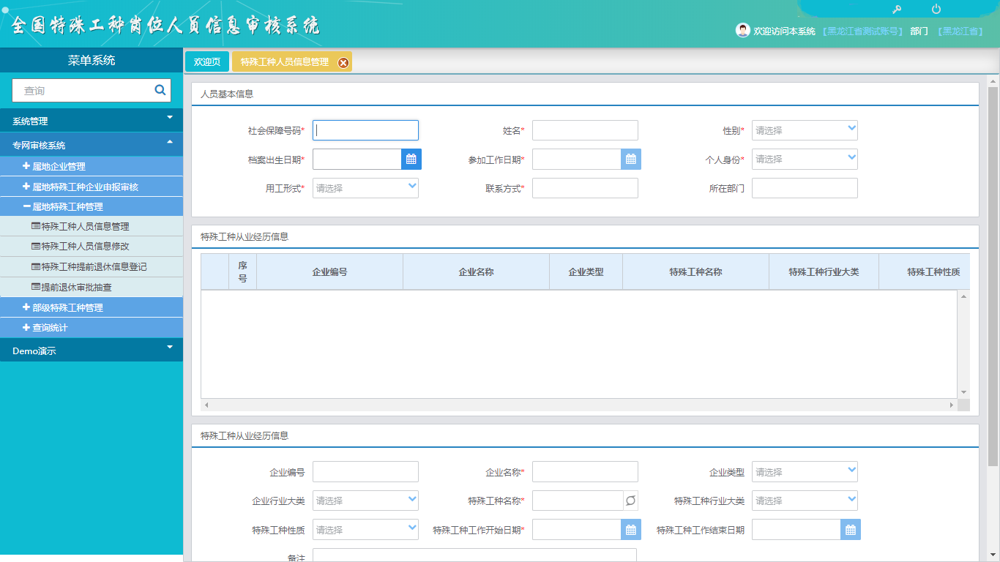 全国特殊工种岗位人员信息审核系统
欢迎访问本系统 【黑龙江省测试账号】 部门 【黑龙江省】
菜单系统
查询
系统管理
专网审核系统
属地企业管理
属地特殊工种企业申报审核
属地特殊工种管理
特殊工种人员信息管理
特殊工种人员信息修改
特殊工种提前退休信息登记
提前退休审批抽查
部级特殊工种管理
查询统计
Demo演示
欢迎页 特殊工种人员信息管理
人员基本信息
社会保障号码* 姓名* 性别* 请选择
档案出生日期* 参加工作日期* 个人身份* 请选择
用工形式* 请选择 联系方式* 所在部门
特殊工种从业经历信息
序号 企业编号 企业名称 企业类型 特殊工种名称 特殊工种行业大类 特殊工种性质
特殊工种从业经历信息
企业编号 企业名称* 企业类型 请选择
企业行业大类 请选择 特殊工种名称* 特殊工种行业大类 请选择
特殊工种性质 请选择 特殊工种工作开始日期* 特殊工种工作结束日期
备注